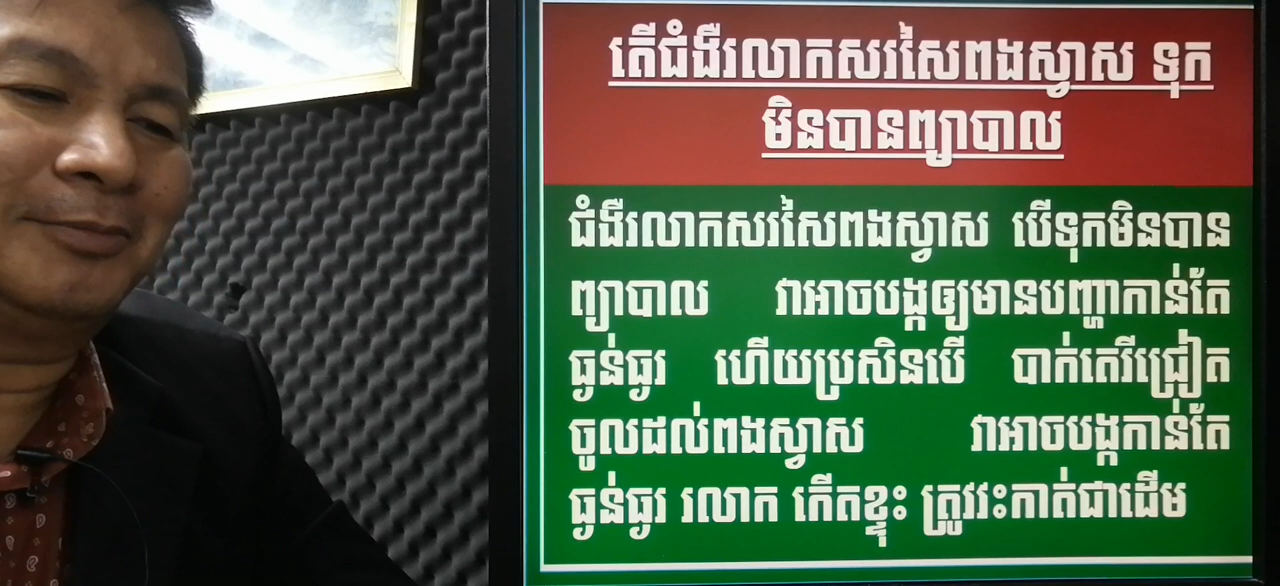 តើជំងឺរលាកសរសៃពងស្វាស ទុក
មិនបានព្យាបាល
ជំងឺរលាកសរសៃពងស្វាស បើទុកមិនបាន
ព្យាបាល វាអាចបង្កឲ្យមានបញ្ហាកាន់តែ
ធ្ងន់ធ្ងរ ហើយប្រសិនបើ បាក់តេរីជ្រៀត
ចូលដល់ពងស្វាស វាអាចបង្កកាន់តែ
ធ្ងន់ធ្ងរ រលាក កើតខ្ទុះ ត្រូវវះកាត់ជាដើម